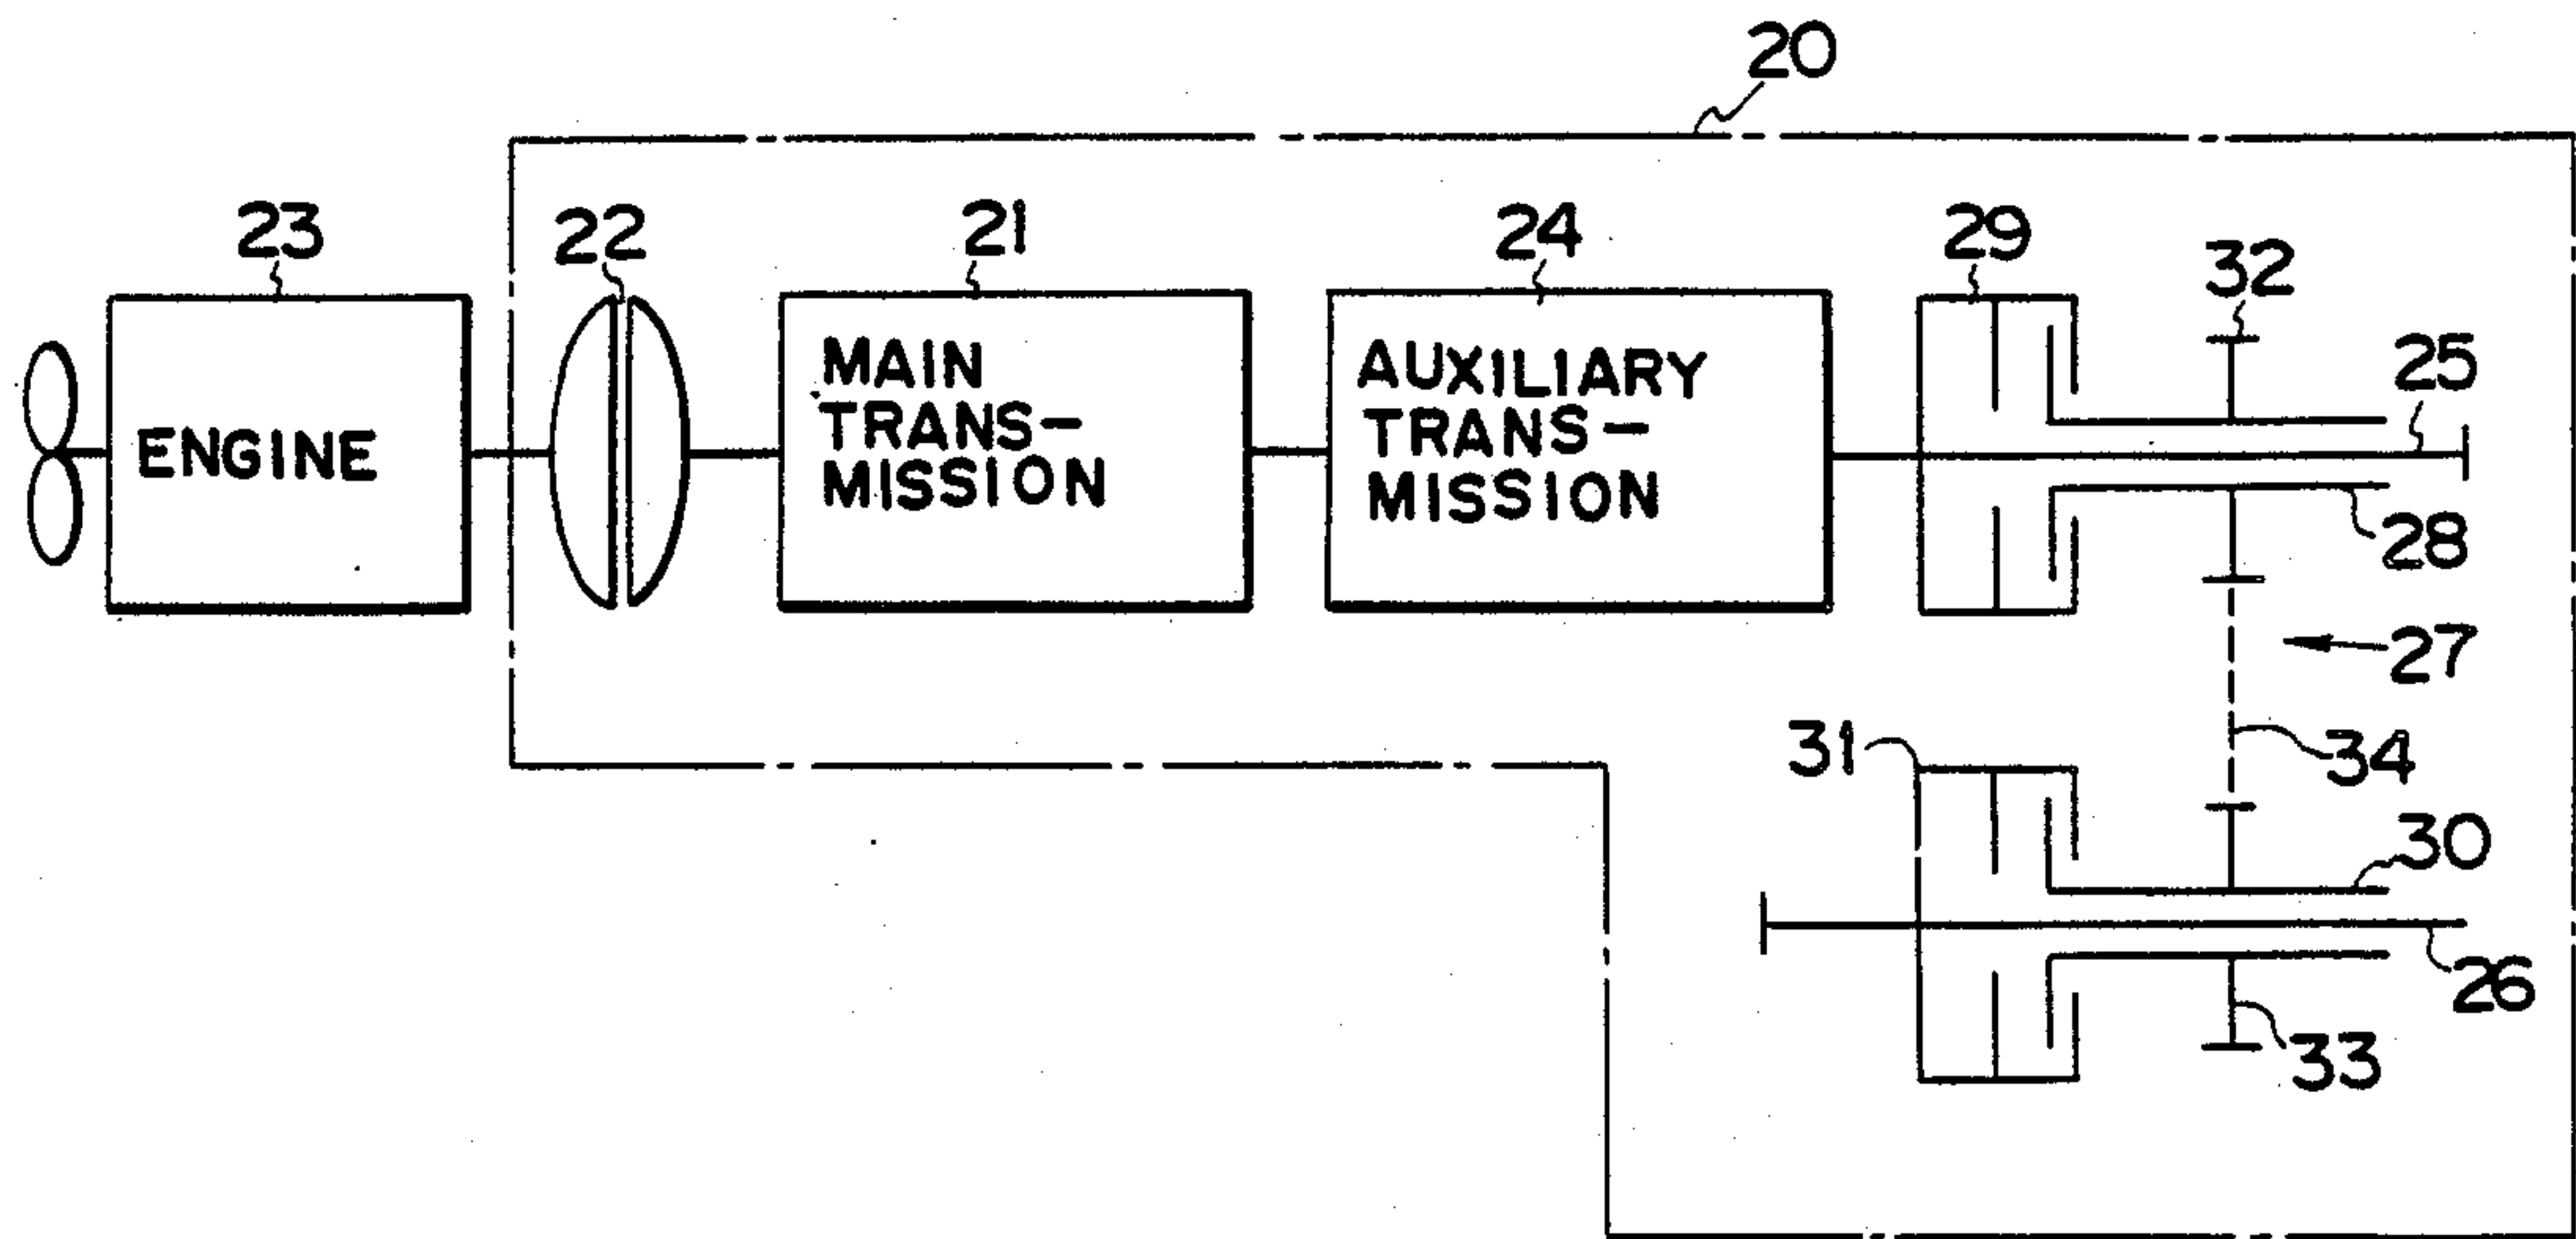 20
23
22
21
24
29
32
25
ENGINE
MAIN
TRANS-
MISSION
AUXILIARY
TRANS-
MISSION
28
27
31
34
30
26
33